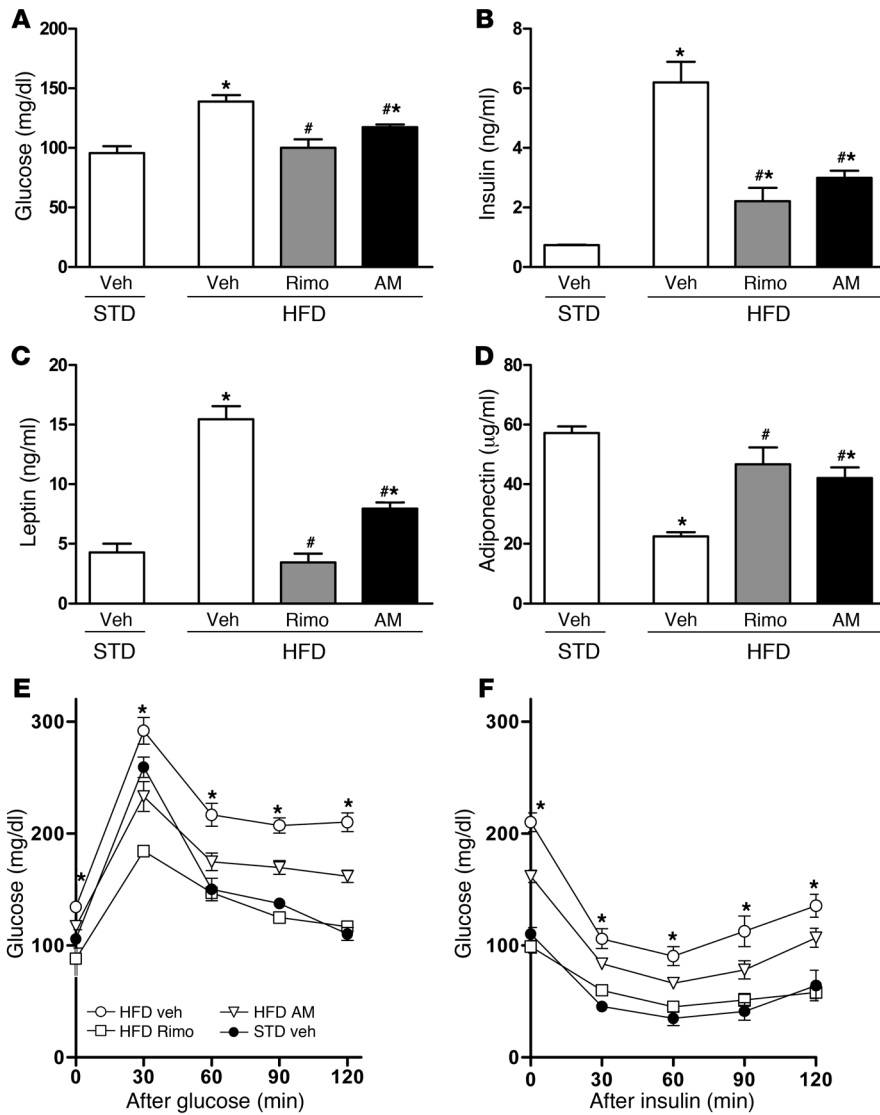 A
Glucose (mg/dl)
200
150
100
50
0
*
#
#*
Veh
Veh
Rimo
AM
STD
HFD
B
Insulin (ng/ml)
8
6
4
2
0
*
#*
#*
Veh
Veh
Rimo
AM
STD
HFD
C
Leptin (ng/ml)
20
15
10
5
0
*
#
#*
Veh
Veh
Rimo
AM
STD
HFD
D
Adiponectin (µg/ml)
80
60
40
20
0
*
#
#*
Veh
Veh
Rimo
AM
STD
HFD
E
Glucose (mg/dl)
300
200
100
0
*
*
*
*
*
HFD veh
HFD AM
HFD Rimo
STD veh
0 30 60 90 120
After glucose (min)
F
Glucose (mg/dl)
300
200
100
0
*
*
*
*
*
0 30 60 90 120
After insulin (min)